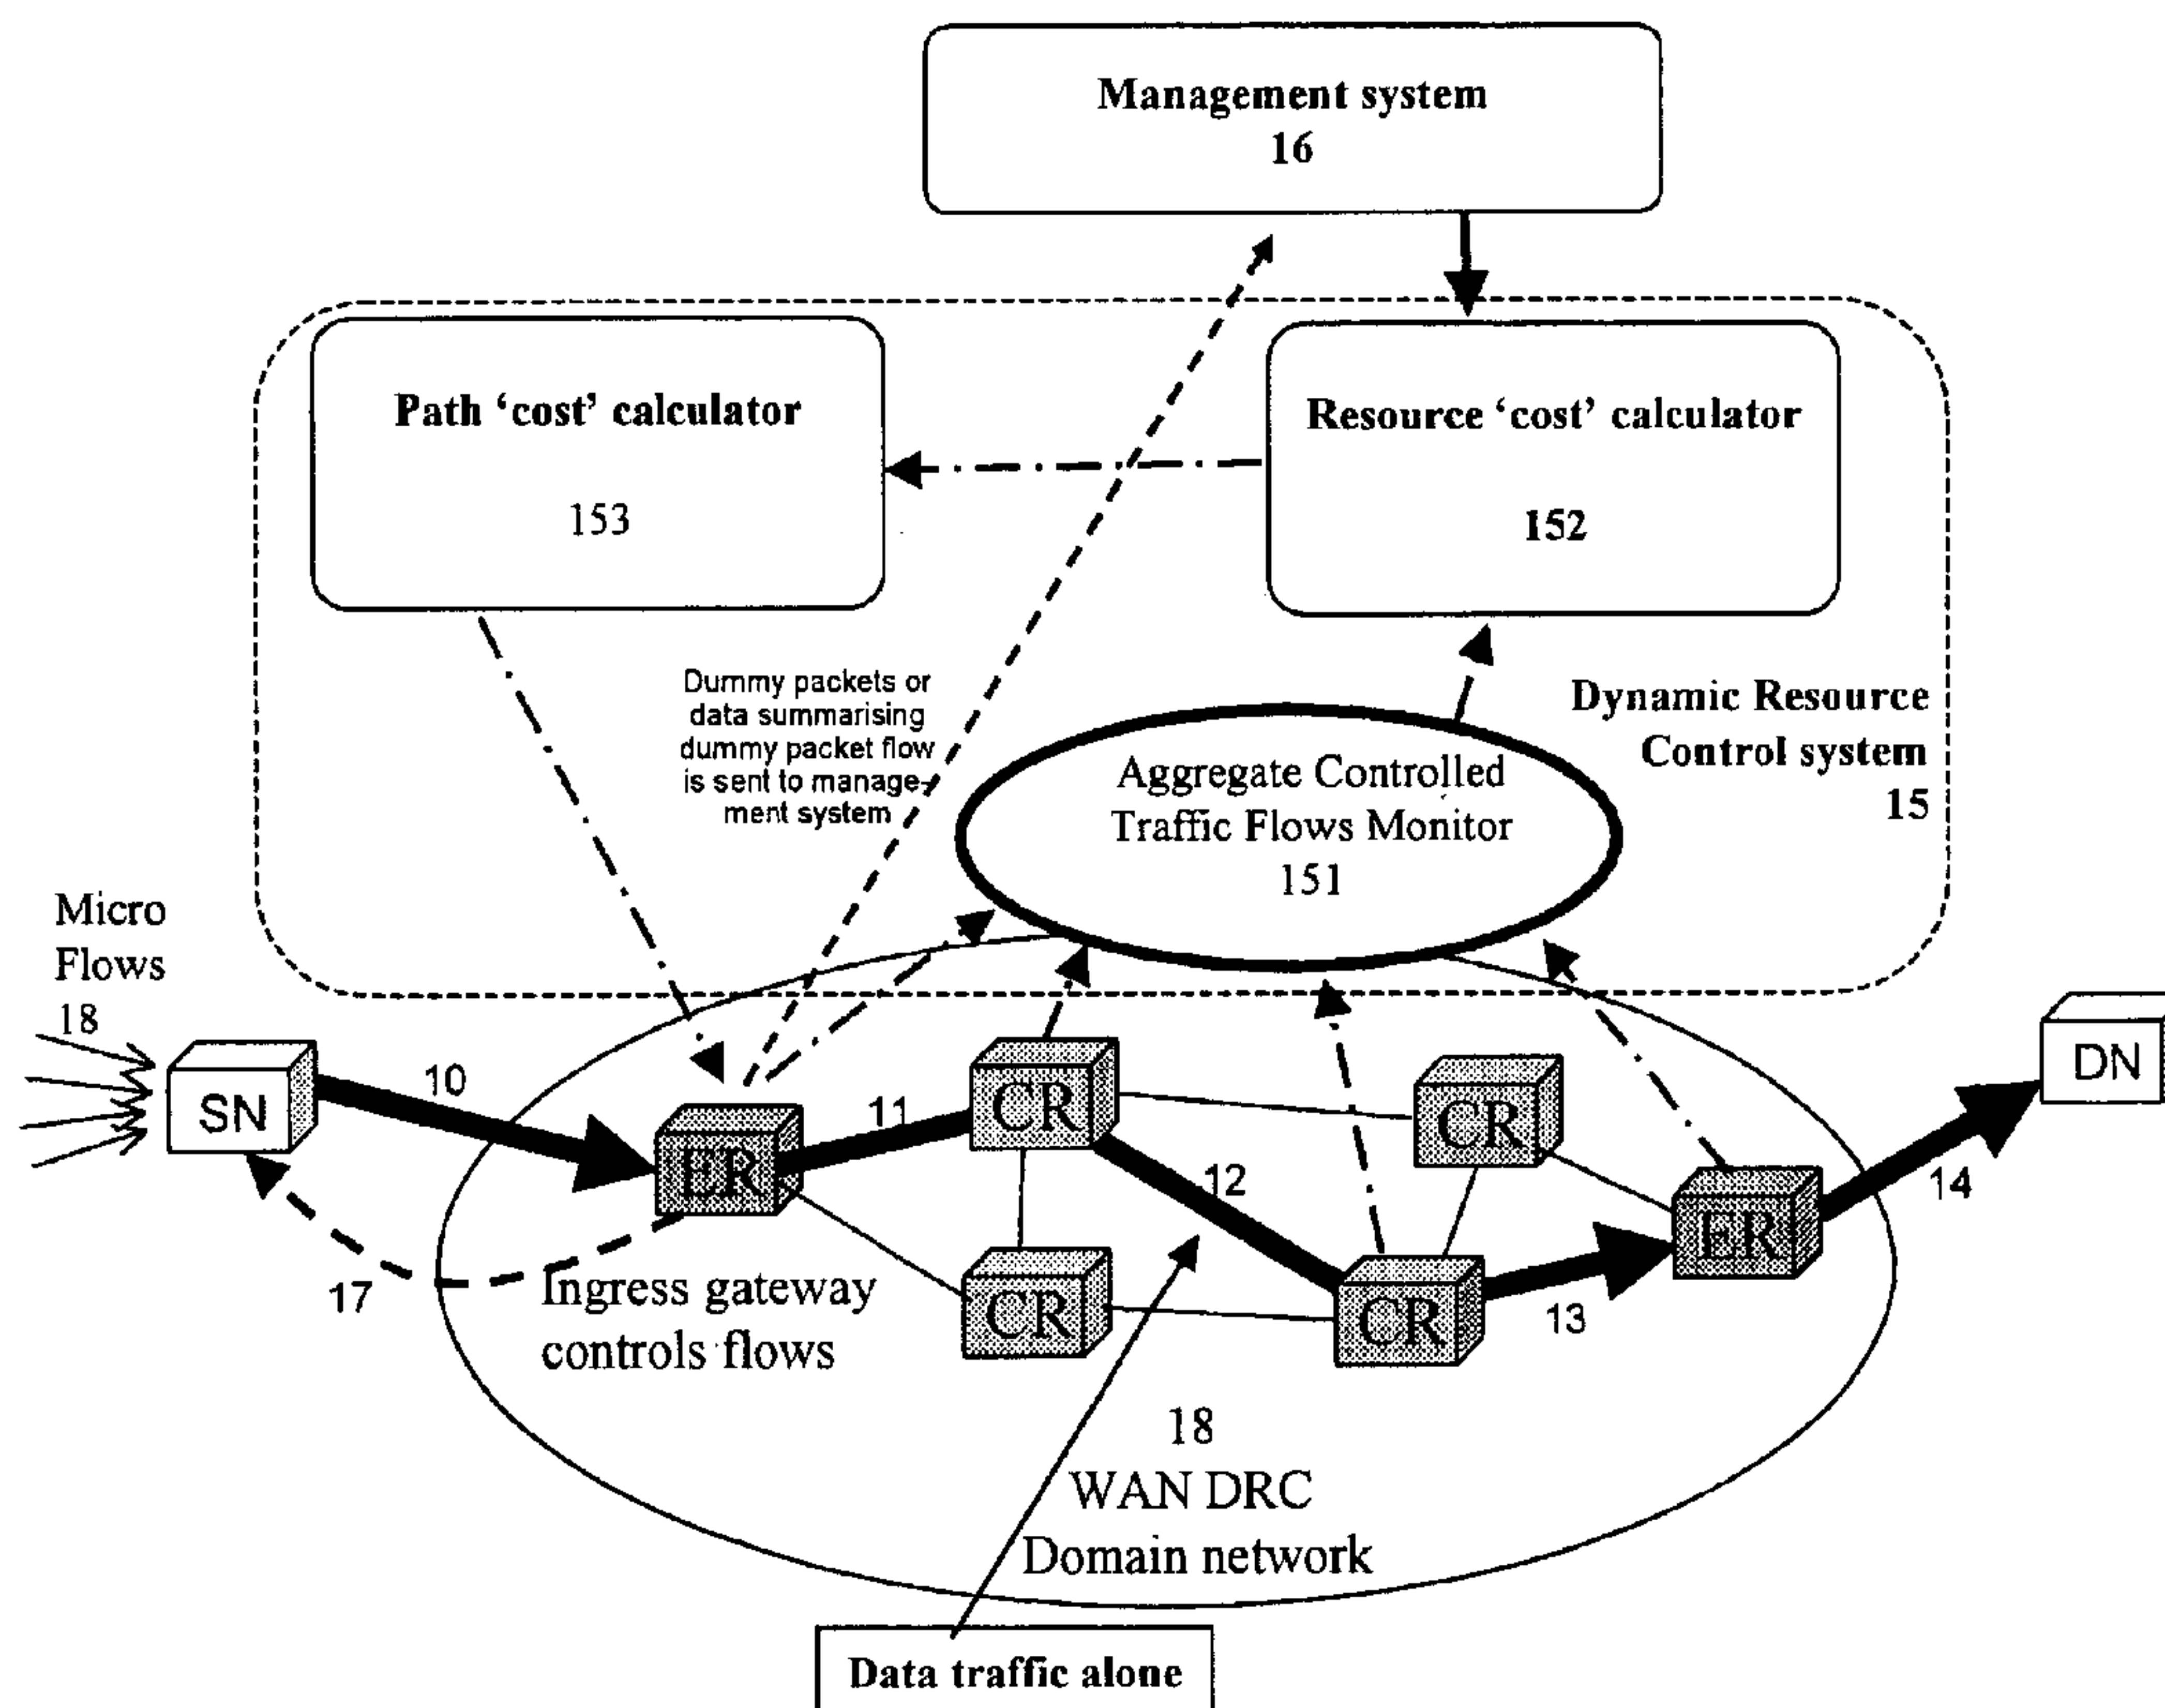 Management system
16
Path ‘cost’ calculator
153
Resource ‘cost’ calculator
152
Dummy packets or
data summarising
dummy packet flow
is sent to manage-
ment system
Dynamic Resource
Control system
15
Aggregate Controlled
Traffic Flows Monitor
151
Micro
Flows
18
SN
10
ER
11
CR
CR
DN
12
ER
14
17
Ingress gateway
controls flows
CR
CR
13
18
WAN DRC
Domain network
Data traffic alone